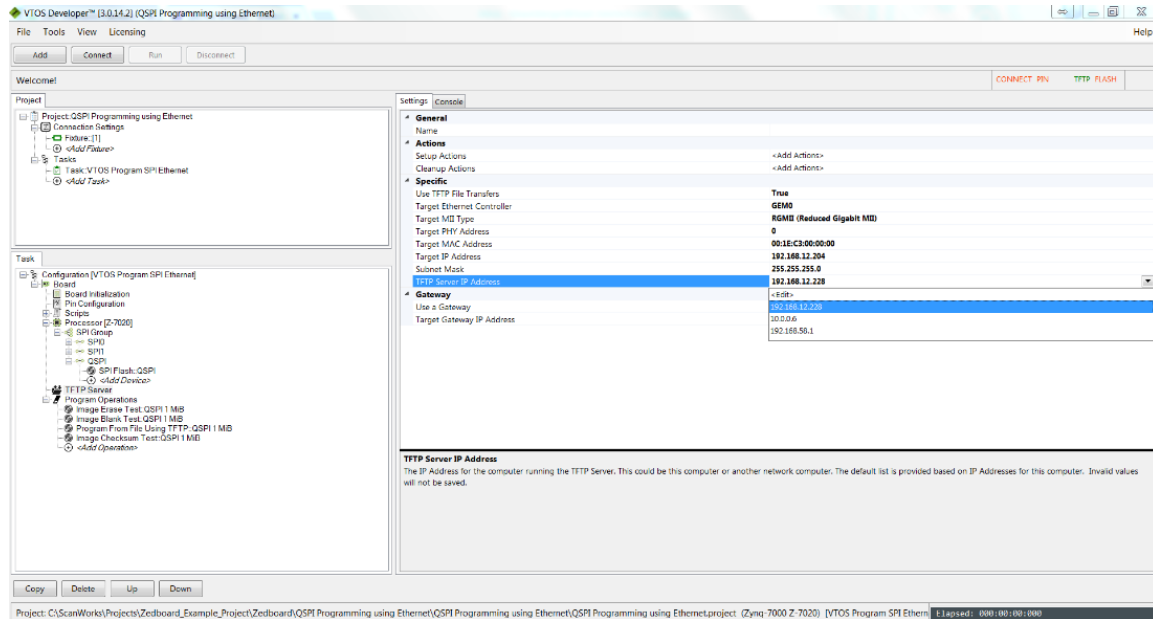 VTOS Developer™ [3.0.14.2] (QSPI Programming using Ethernet)
File Tools View Licensing Help
Add Connect Run Disconnect
Welcome! CONNECT PIN TFTP FLASH
Project
Project:QSPI Programming using Ethernet
Connection Settings
Fixture::[1]
<Add Fixture>
Tasks
Task::VTOS Program SPI Ethernet
<Add Task>
Task
Configuration [VTOS Program SPI Ethernet]
Board
Board Initialization
Pin Configuration
Scripts
Processor [Z-7020]
SPI Group
SPI0
SPI1
QSPI
SPI Flash::QSPI
<Add Device>
TFTP Server
Program Operations
Image Erase Test::QSPI 1 MiB
Image Blank Test::QSPI 1 MiB
Program From File Using TFTP::QSPI 1 MiB
Image Checksum Test::QSPI 1 MiB
<Add Operation>
Settings Console
General
Name
Actions
Setup Actions <Add Actions>
Cleanup Actions <Add Actions>
Specific
Use TFTP File Transfers True
Target Ethernet Controller GEM0
Target MII Type RGMII (Reduced Gigabit MII)
Target PHY Address 0
Target MAC Address 00:1E:C3:00:00:00
Target IP Address 192.168.12.204
Subnet Mask 255.255.255.0
TFTP Server IP Address 192.168.12.228
Gateway <Edit>
Use a Gateway 192.168.12.228
Target Gateway IP Address 10.0.0.6
192.168.58.1
TFTP Server IP Address
The IP Address for the computer running the TFTP Server. This could be this computer or another network computer. The default list is provided based on IP Addresses for this computer. Invalid values
will not be saved.
Copy Delete Up Down
Project: C:\ScanWorks\Projects\Zedboard_Example_Project\Zedboard\QSPI Programming using Ethernet\QSPI Programming using Ethernet\QSPI Programming using Ethernet.project (Zynq-7000 Z-7020) [VTOS Program SPI Ethern Elapsed: 000:00:00:000